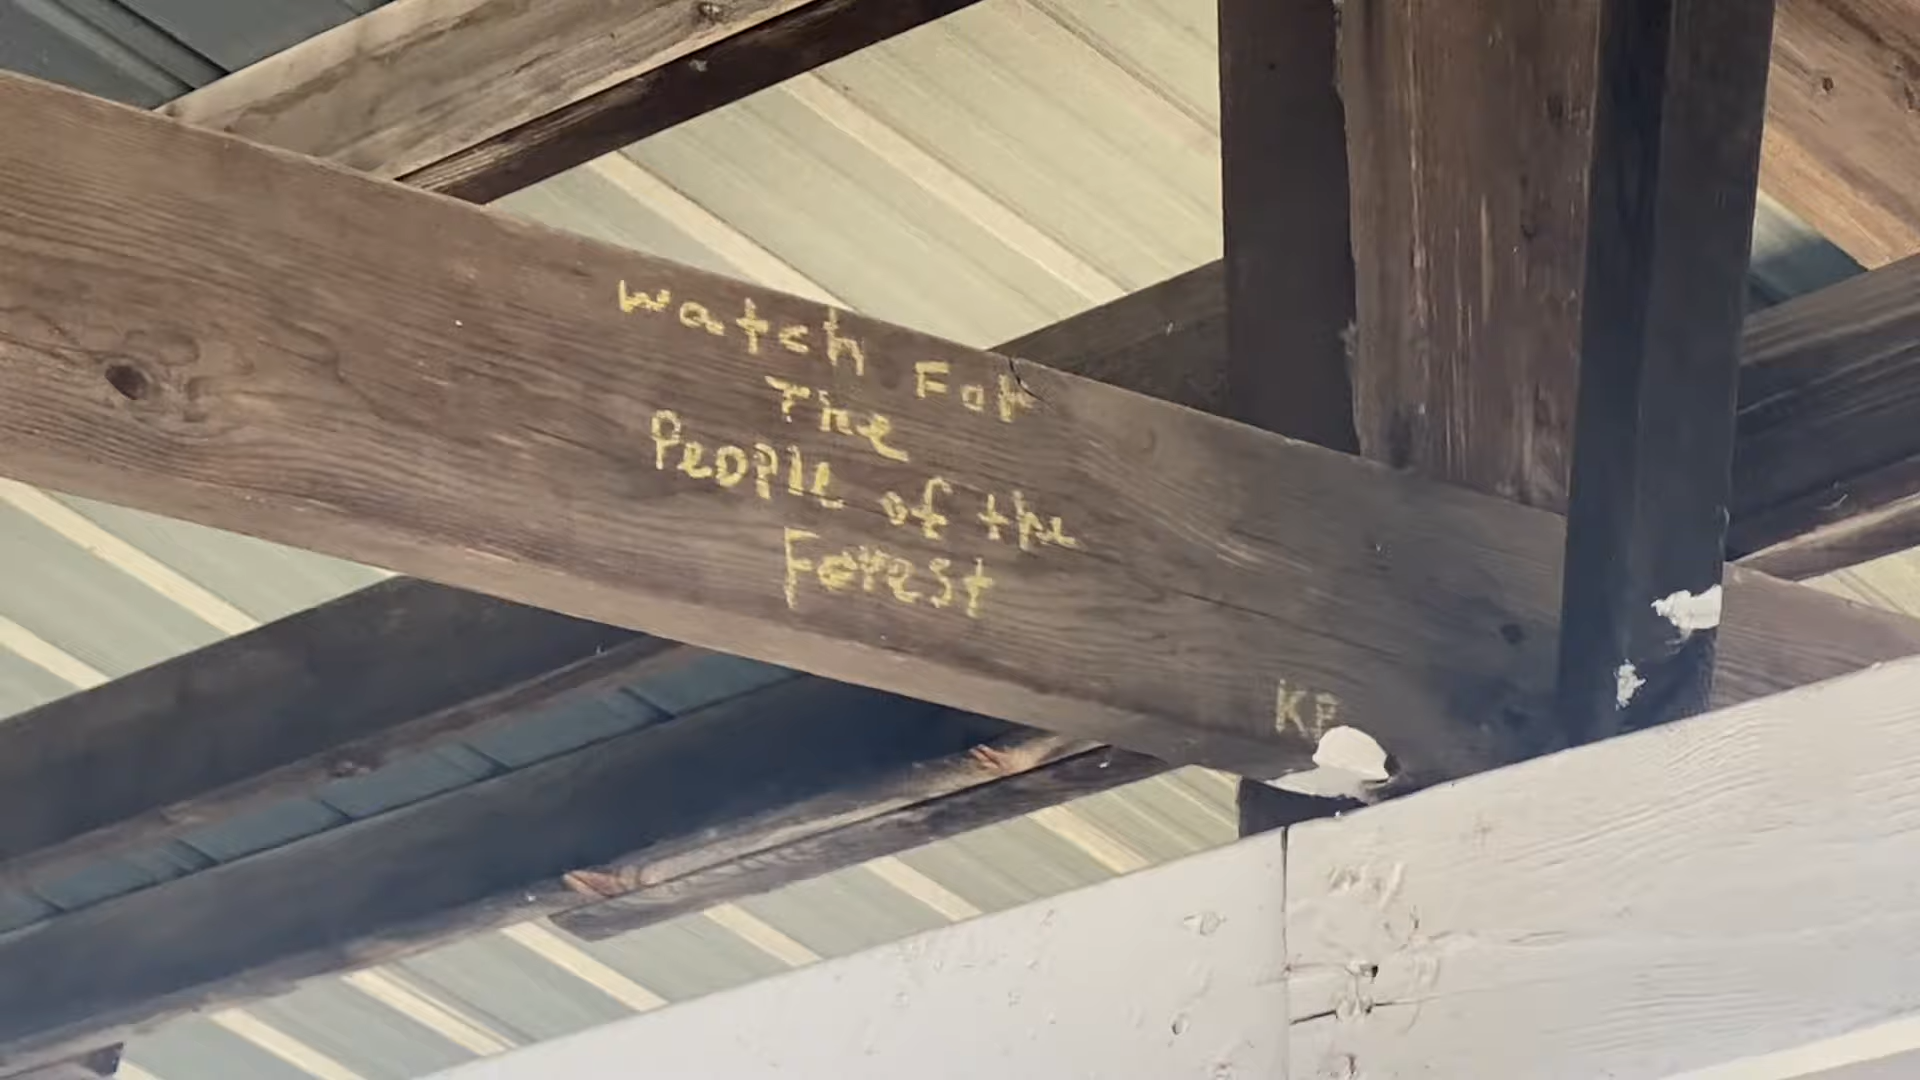 watch For
The
People of the
Forest
KP